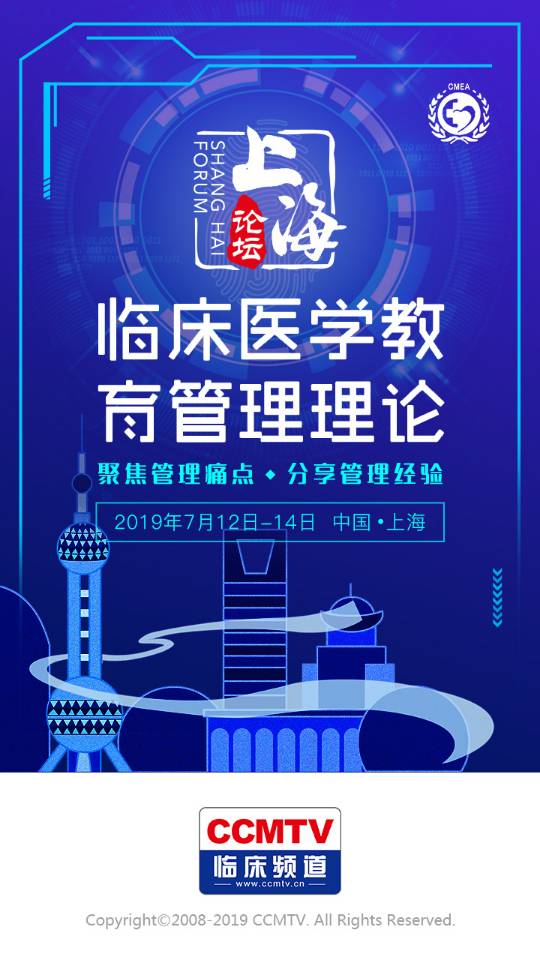 CMEA
上海
论坛
SHANG HAI
FORUM
临床医学教
育管理理论
聚焦管理痛点◆分享管理经验
2019年7月12日-14日 中国•上海
CCMTV
临床频道
www.ccmtv.cn
Copyright©2008-2019 CCMTV. All Rights Reserved.